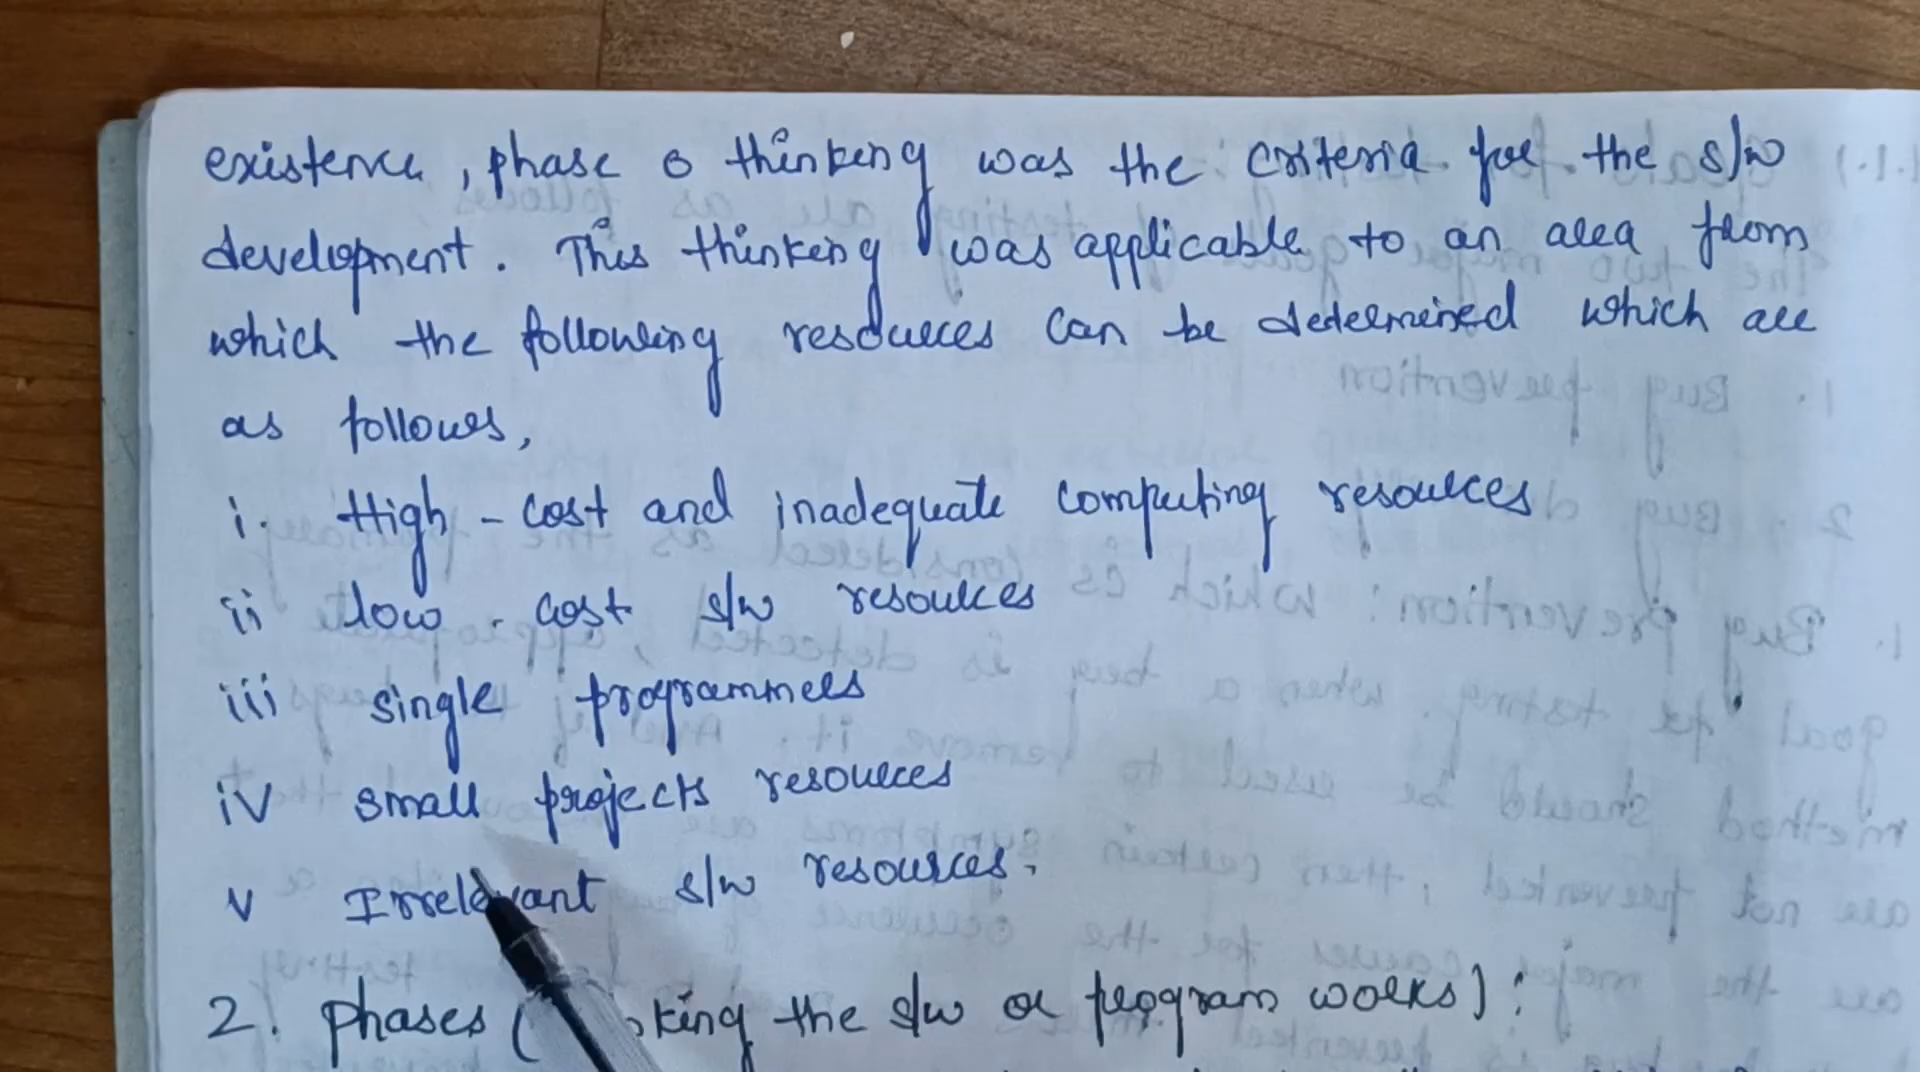 existence, phase 0 thinking was the criteria for the s/w
development. This thinking was applicable to an area from
which the following resources can be determined which are
as follows,
i. High - cost and inadequate computing resources
ii low - cost s/w resources
iii single programmers
iv small projects resources
v Irrelevant s/w resources.
2. phases ( the s/w or program works) :